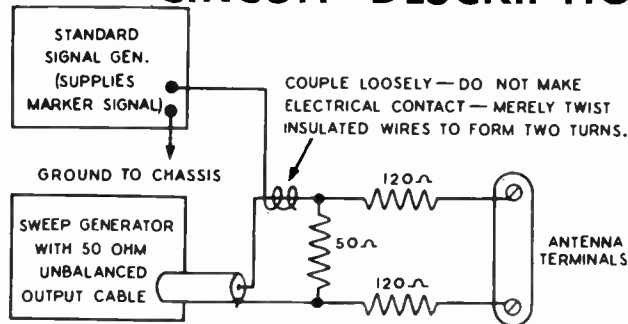 STANDARD
SIGNAL GEN.
(SUPPLIES
MARKER SIGNAL)
COUPLE LOOSELY — DO NOT MAKE
ELECTRICAL CONTACT — MERELY TWIST
INSULATED WIRES TO FORM TWO TURNS.
GROUND TO CHASSIS
120Ω
SWEEP GENERATOR
WITH 50 OHM
UNBALANCED
OUTPUT CABLE
50Ω
ANTENNA
TERMINALS
120Ω